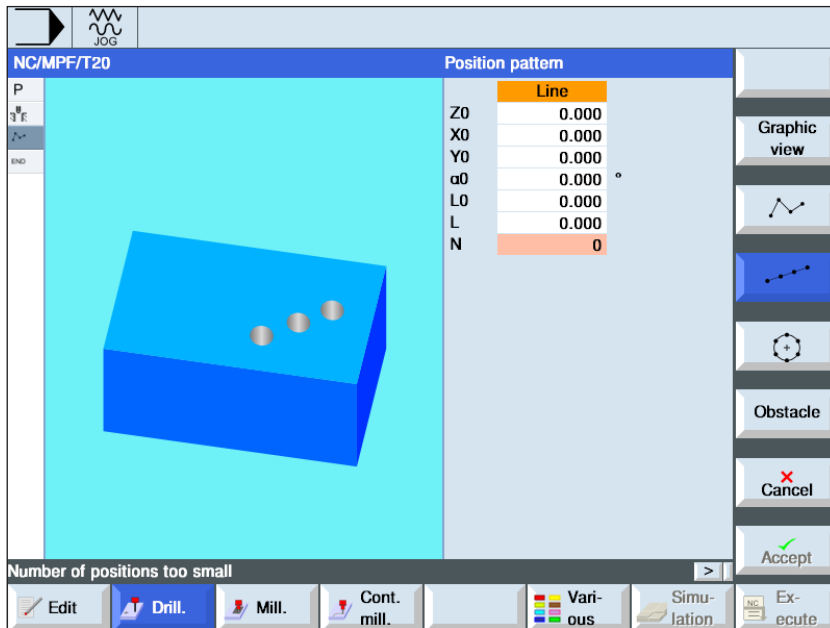 JOG
NC/MPF/T20
Position pattern
P
END
Line
Z0 0.000
X0 0.000
Y0 0.000
α0 0.000 °
L0 0.000
L 0.000
N 0
Graphic
view
Obstacle
Cancel
Accept
Number of positions too small
>
Edit
Drill.
Mill.
Cont.
mill.
Vari-
ous
Simu-
lation
NC
Ex-
ecute